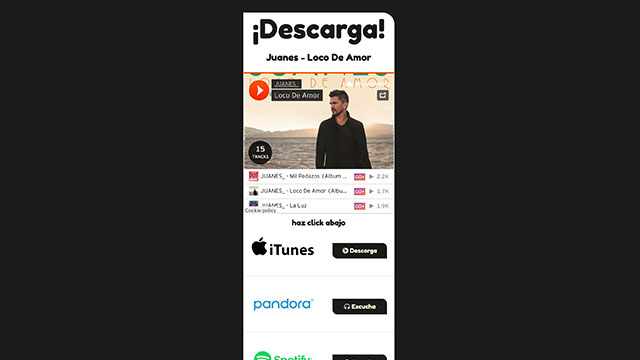 ¡Descarga!
Juanes - Loco De Amor
JUANES_
Loco De Amor
15
TRACKS
JUANES_ - Mil Pedazos (Album ...
GO+
2.2K
JUANES_ - Loco De Amor (Albu...
GO+
1.7K
JUANES_ - La Luz
GO+
1.9K
Cookie policy
haz click abajo
iTunes
Descarga
pandora
Escucha
Spotify